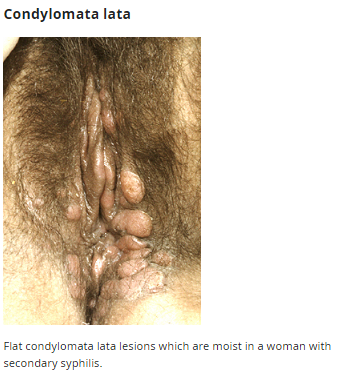 Condylomata lata
Flat condylomata lata lesions which are moist in a woman with
secondary syphilis.